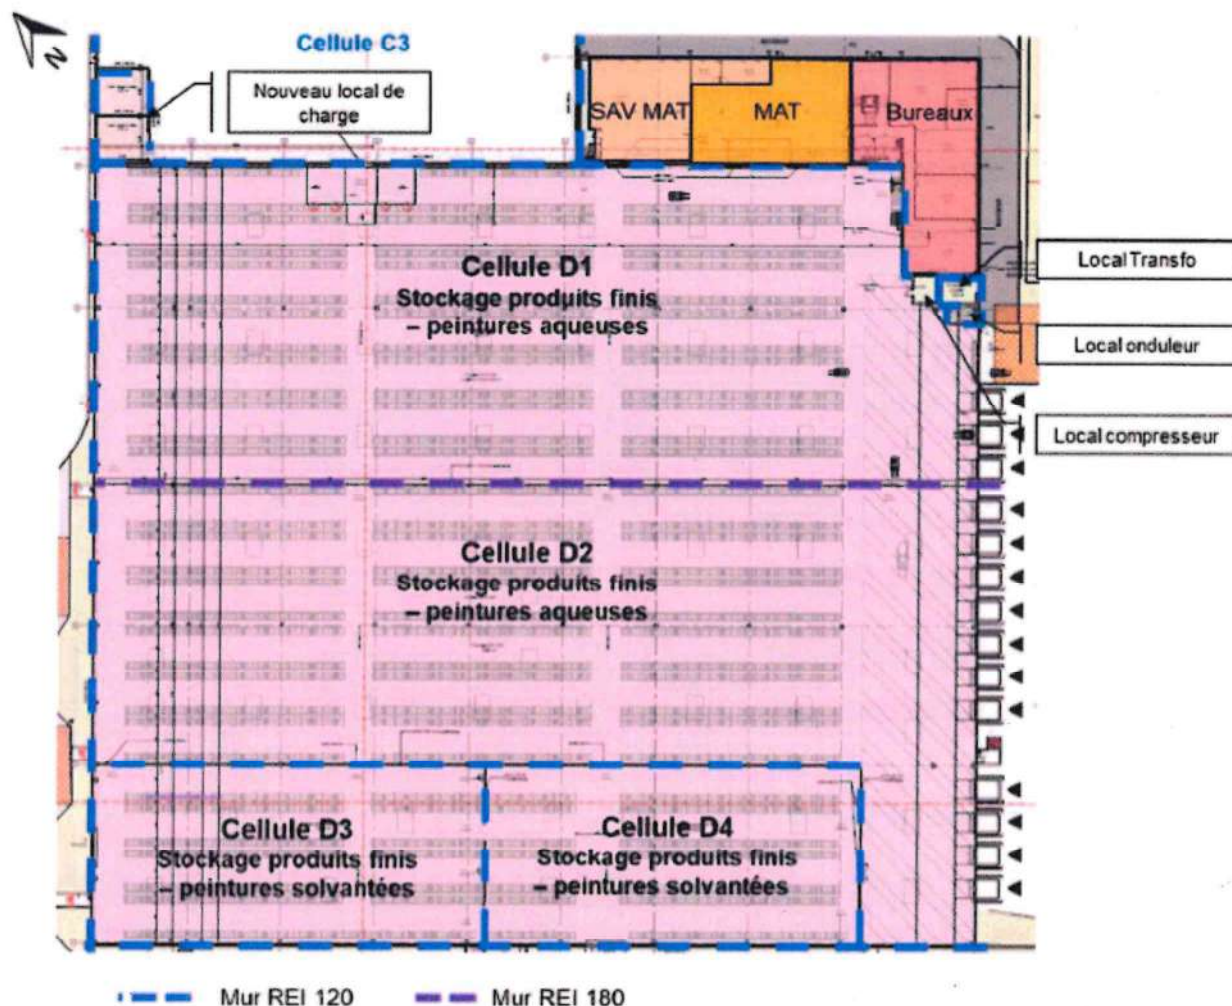 N
Cellule C3
Nouveau local de
charge
SAV MAT
MAT
Bureaux
Local Transfo
Cellule D1
Stockage produits finis
– peintures aqueuses
Local onduleur
Local compresseur
Cellule D2
Stockage produits finis
– peintures aqueuses
Cellule D3
Stockage produits finis
– peintures solvantées
Cellule D4
Stockage produits finis
– peintures solvantées
Mur REI 120
Mur REI 180